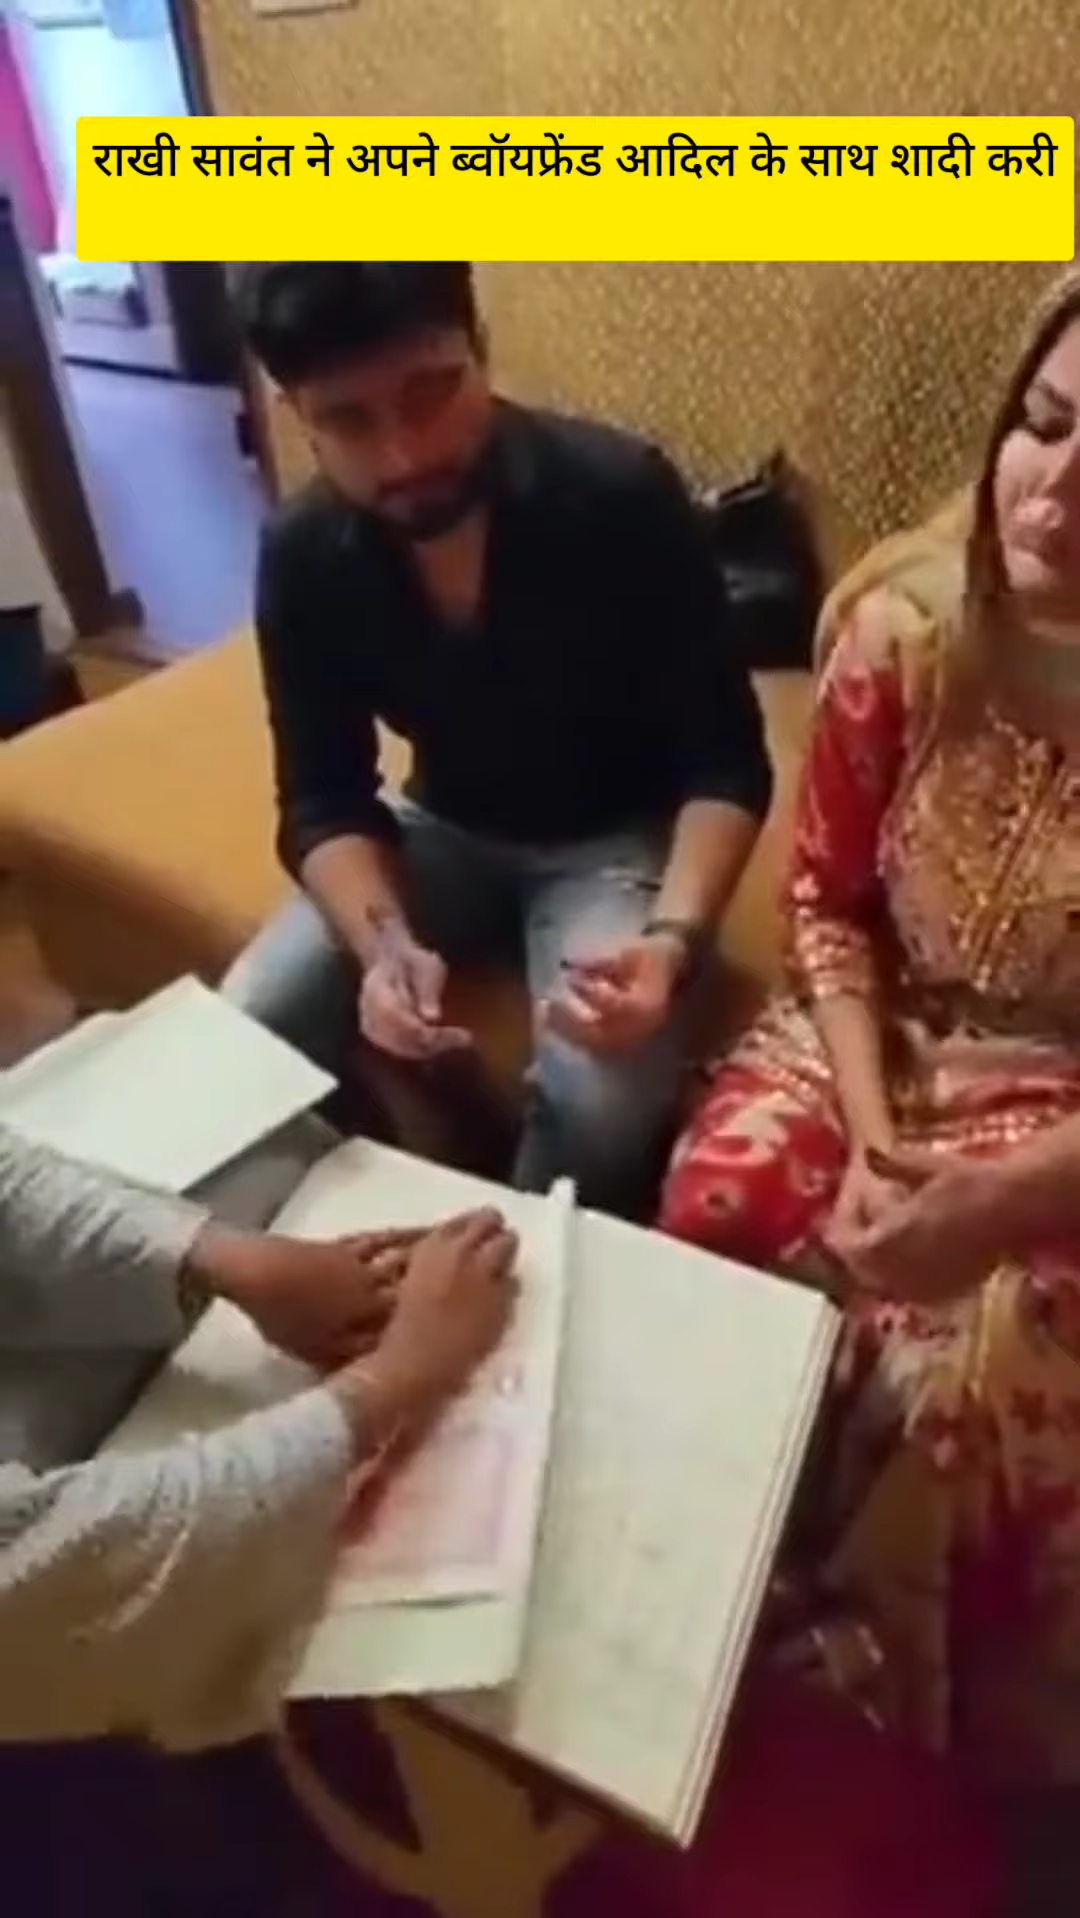 राखी सावंत ने अपने ब्वॉयफ्रेंड आदिल के साथ शादी करी